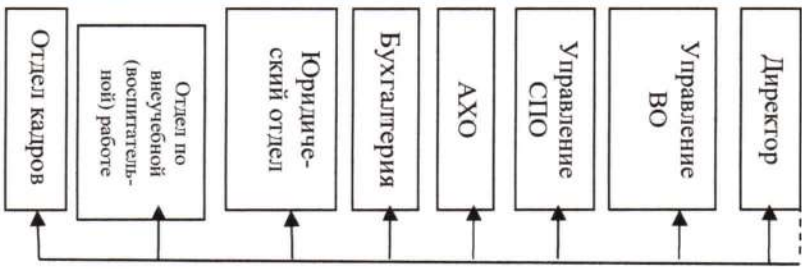 Директор
Управление
ВО
Управление
СПО
АХО
Бухгалтерия
Юридиче-
ский отдел
Отдел по
внеучебной
(воспитатель-
ной) работе
Отдел кадров